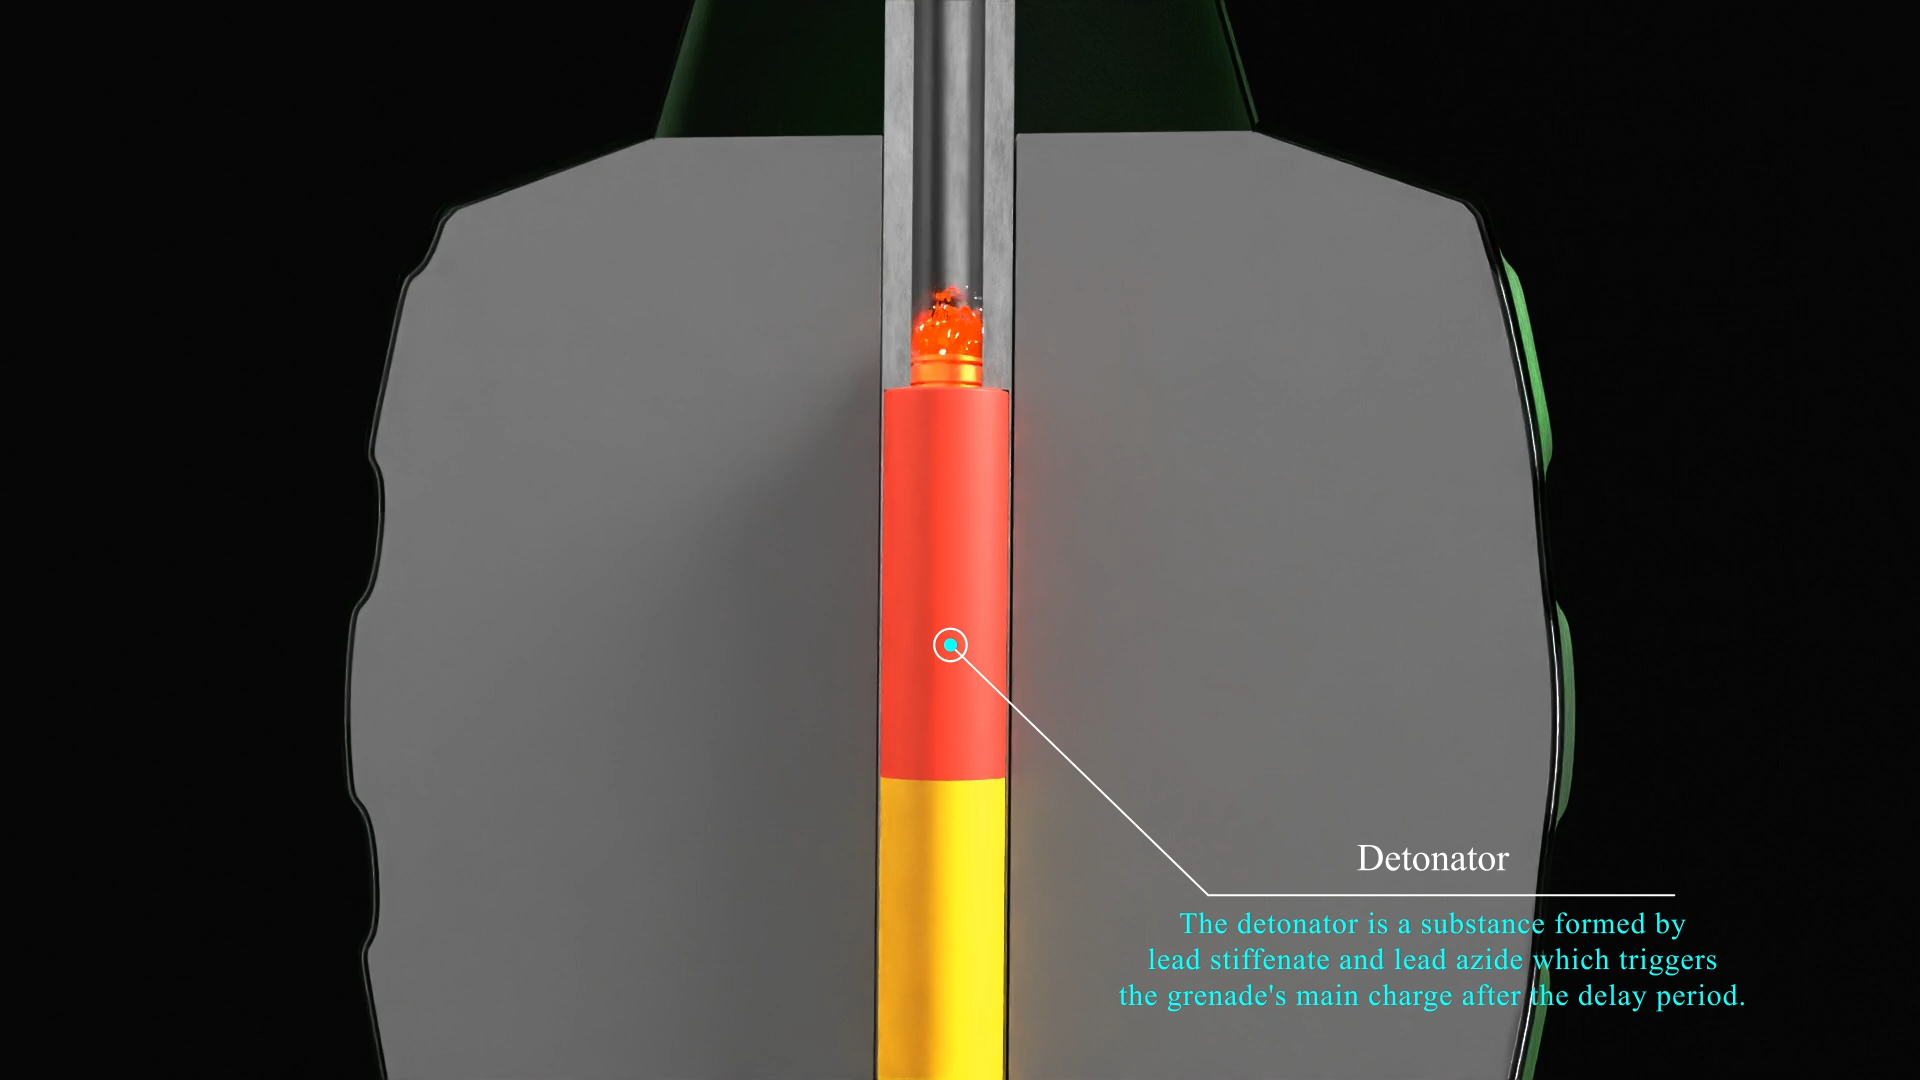 Detonator
The detonator is a substance formed by
lead stiffenate and lead azide which triggers
the grenade's main charge after the delay period.